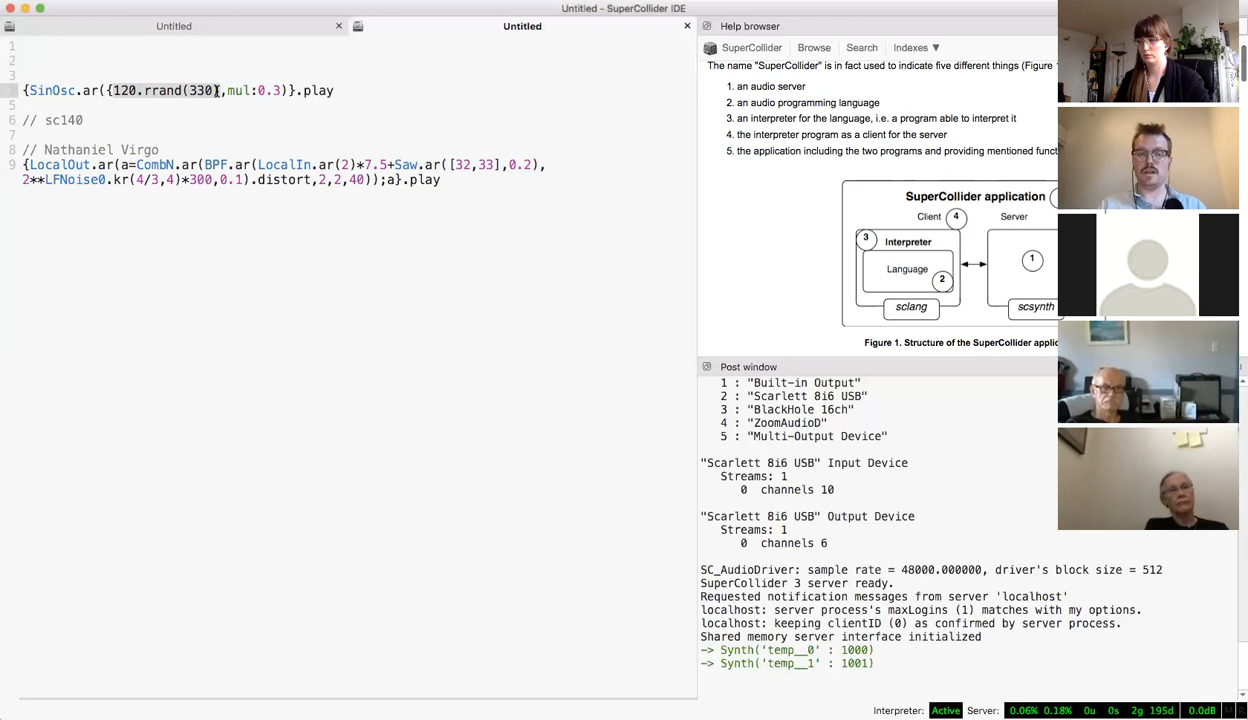 Untitled - SuperCollider IDE
Untitled
Untitled
1
2
3
{SinOsc.ar({120.rrand(330),mul:0.3)}.play
5
6 // sc140
7
8 // Nathaniel Virgo
9 {LocalOut.ar(a=CombN.ar(BPF.ar(LocalIn.ar(2)*7.5+Saw.ar([32,33],0.2),
2**LFNoise0.kr(4/3,4)*300,0.1).distort,2,2,40));a}.play
Help browser
SuperCollider Browse Search Indexes ▼
The name "SuperCollider" is in fact used to indicate five different things (Figure
1. an audio server
2. an audio programming language
3. an interpreter for the language, i.e. a program able to interpret it
4. the interpreter program as a client for the server
5. the application including the two programs and providing mentioned funct
SuperCollider application
Client 4 Server
3 Interpreter
Language 2
1
sclang
scsynth
Figure 1. Structure of the SuperCollider applic
Post window
1 : "Built-in Output"
2 : "Scarlett 8i6 USB"
3 : "BlackHole 16ch"
4 : "ZoomAudioD"
5 : "Multi-Output Device"
"Scarlett 8i6 USB" Input Device
Streams: 1
0 channels 10
"Scarlett 8i6 USB" Output Device
Streams: 1
0 channels 6
SC_AudioDriver: sample rate = 48000.000000, driver's block size = 512
SuperCollider 3 server ready.
Requested notification messages from server 'localhost'
localhost: server process's maxLogins (1) matches with my options.
localhost: keeping clientID (0) as confirmed by server process.
Shared memory server interface initialized
-> Synth('temp__0' : 1000)
-> Synth('temp__1' : 1001)
Interpreter: Active Server: 0.06% 0.18% 0u 0s 2g 195d 0.0dB